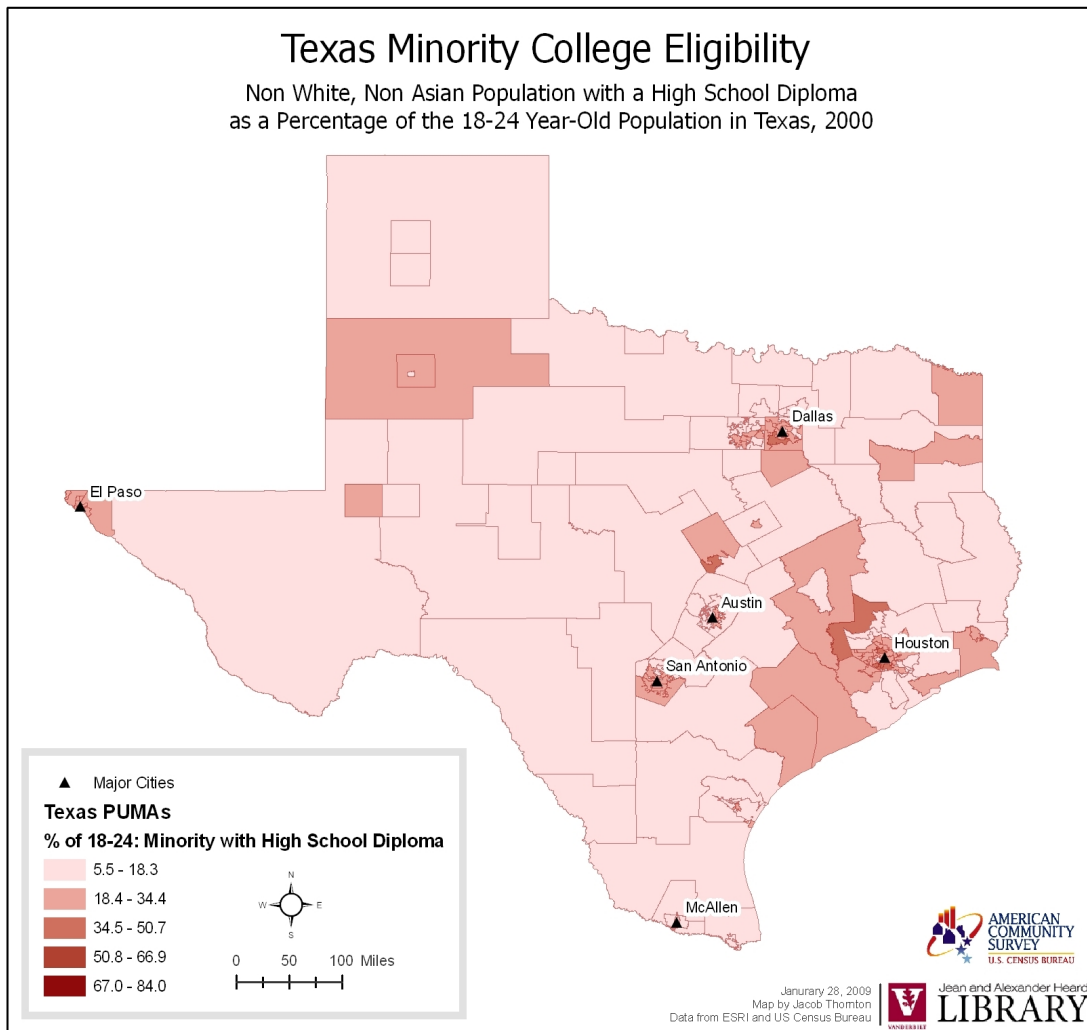 Texas Minority College Eligibility
Non White, Non Asian Population with a High School Diploma
as a Percentage of the 18-24 Year-Old Population in Texas, 2000
Dallas
El Paso
Austin
Houston
San Antonio
McAllen
Major Cities
Texas PUMAs
% of 18-24: Minority with High School Diploma
5.5 - 18.3
18.4 - 34.4
34.5 - 50.7
50.8 - 66.9
67.0 - 84.0
N
W E
S
0 50 100 Miles
AMERICAN
COMMUNITY
SURVEY
U.S. CENSUS BUREAU
January 28, 2009
Map by Jacob Thornton
Data from ESRI and US Census Bureau
V
VANDERBILT
Jean and Alexander Heard
LIBRARY